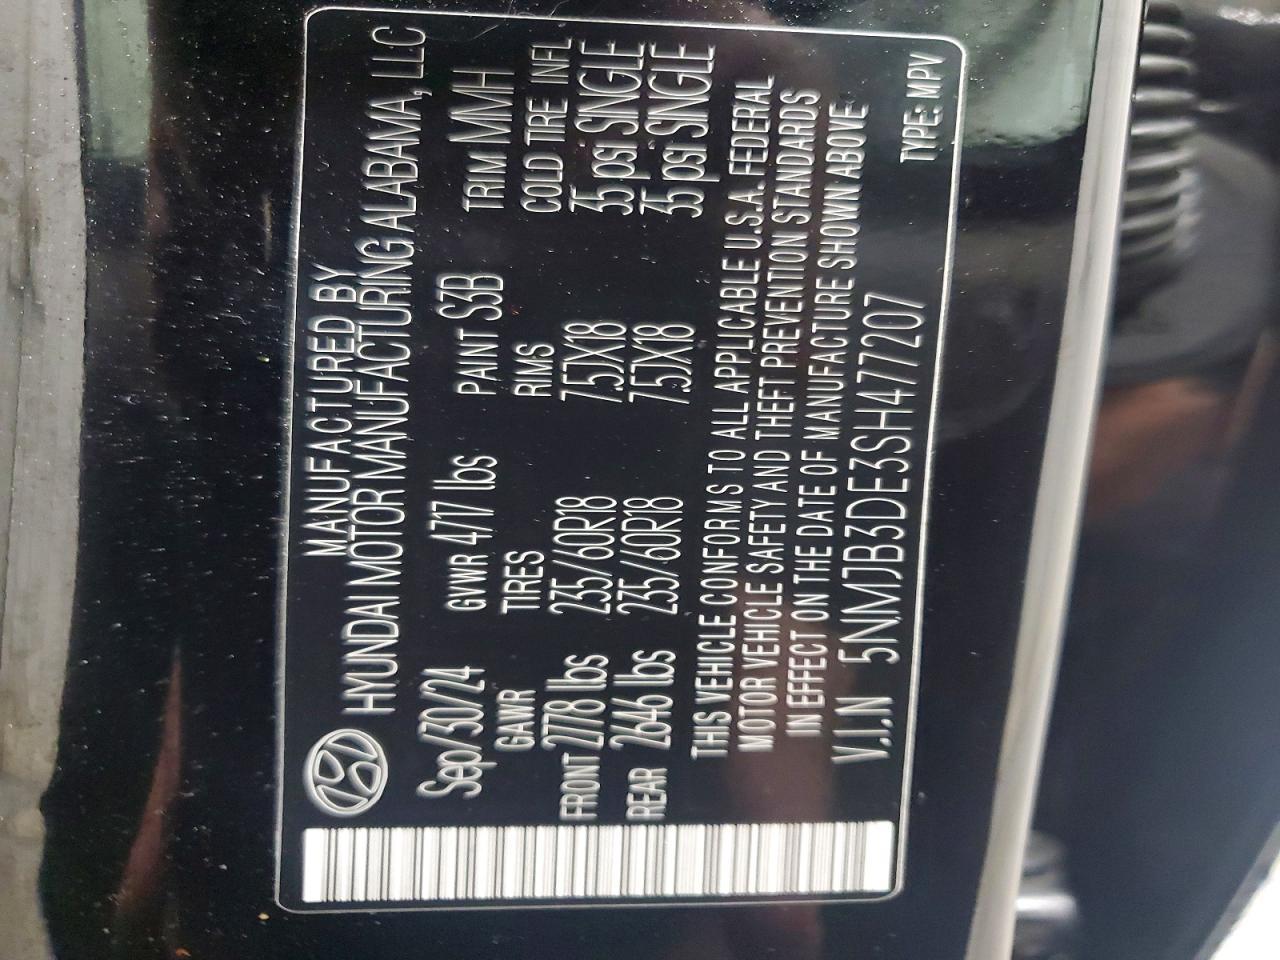 MANUFACTURED BY
HYUNDAI MOTOR MANUFACTURING ALABAMA, LLC
Sep/30/24 GVWR 4717 lbs PAINT S3B TRIM MMH
GAWR TIRES RIMS COLD TIRE INFL
FRONT 2778 lbs 235/60R18 7.5JX18 35 psi SINGLE
REAR 2646 lbs 235/60R18 7.5JX18 35 psi SINGLE
THIS VEHICLE CONFORMS TO ALL APPLICABLE U.S.A. FEDERAL
MOTOR VEHICLE SAFETY AND THEFT PREVENTION STANDARDS
IN EFFECT ON THE DATE OF MANUFACTURE SHOWN ABOVE
V.I.N 5NMJB3DE3SH477207
TYPE: MPV